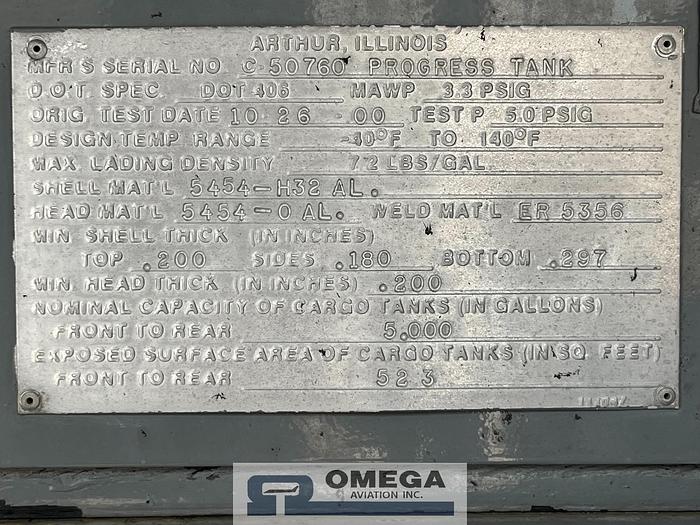 ARTHUR, ILLINOIS
MFR'S SERIAL NO. C-50760 PROGRESS TANK
D.O.T. SPEC. DOT 406 MAWP 3.3 PSIG
ORIG. TEST DATE 10 26 -00 TEST P. 5.0 PSIG
DESIGN TEMP. RANGE -40°F TO 140°F
MAX. LADING DENSITY 7.2 LBS/GAL
SHELL MAT'L 5454-H32 AL.
HEAD MAT'L 5454-O AL. WELD MAT'L ER 5356
MIN. SHELL THICK (IN INCHES)
TOP .200 SIDES .180 BOTTOM .297
MIN. HEAD THICK (IN INCHES) .200
NOMINAL CAPACITY OF CARGO TANKS (IN GALLONS)
FRONT TO REAR 5,000
EXPOSED SURFACE AREA OF CARGO TANKS (IN SQ. FEET)
FRONT TO REAR 523
OMEGA
AVIATION INC.